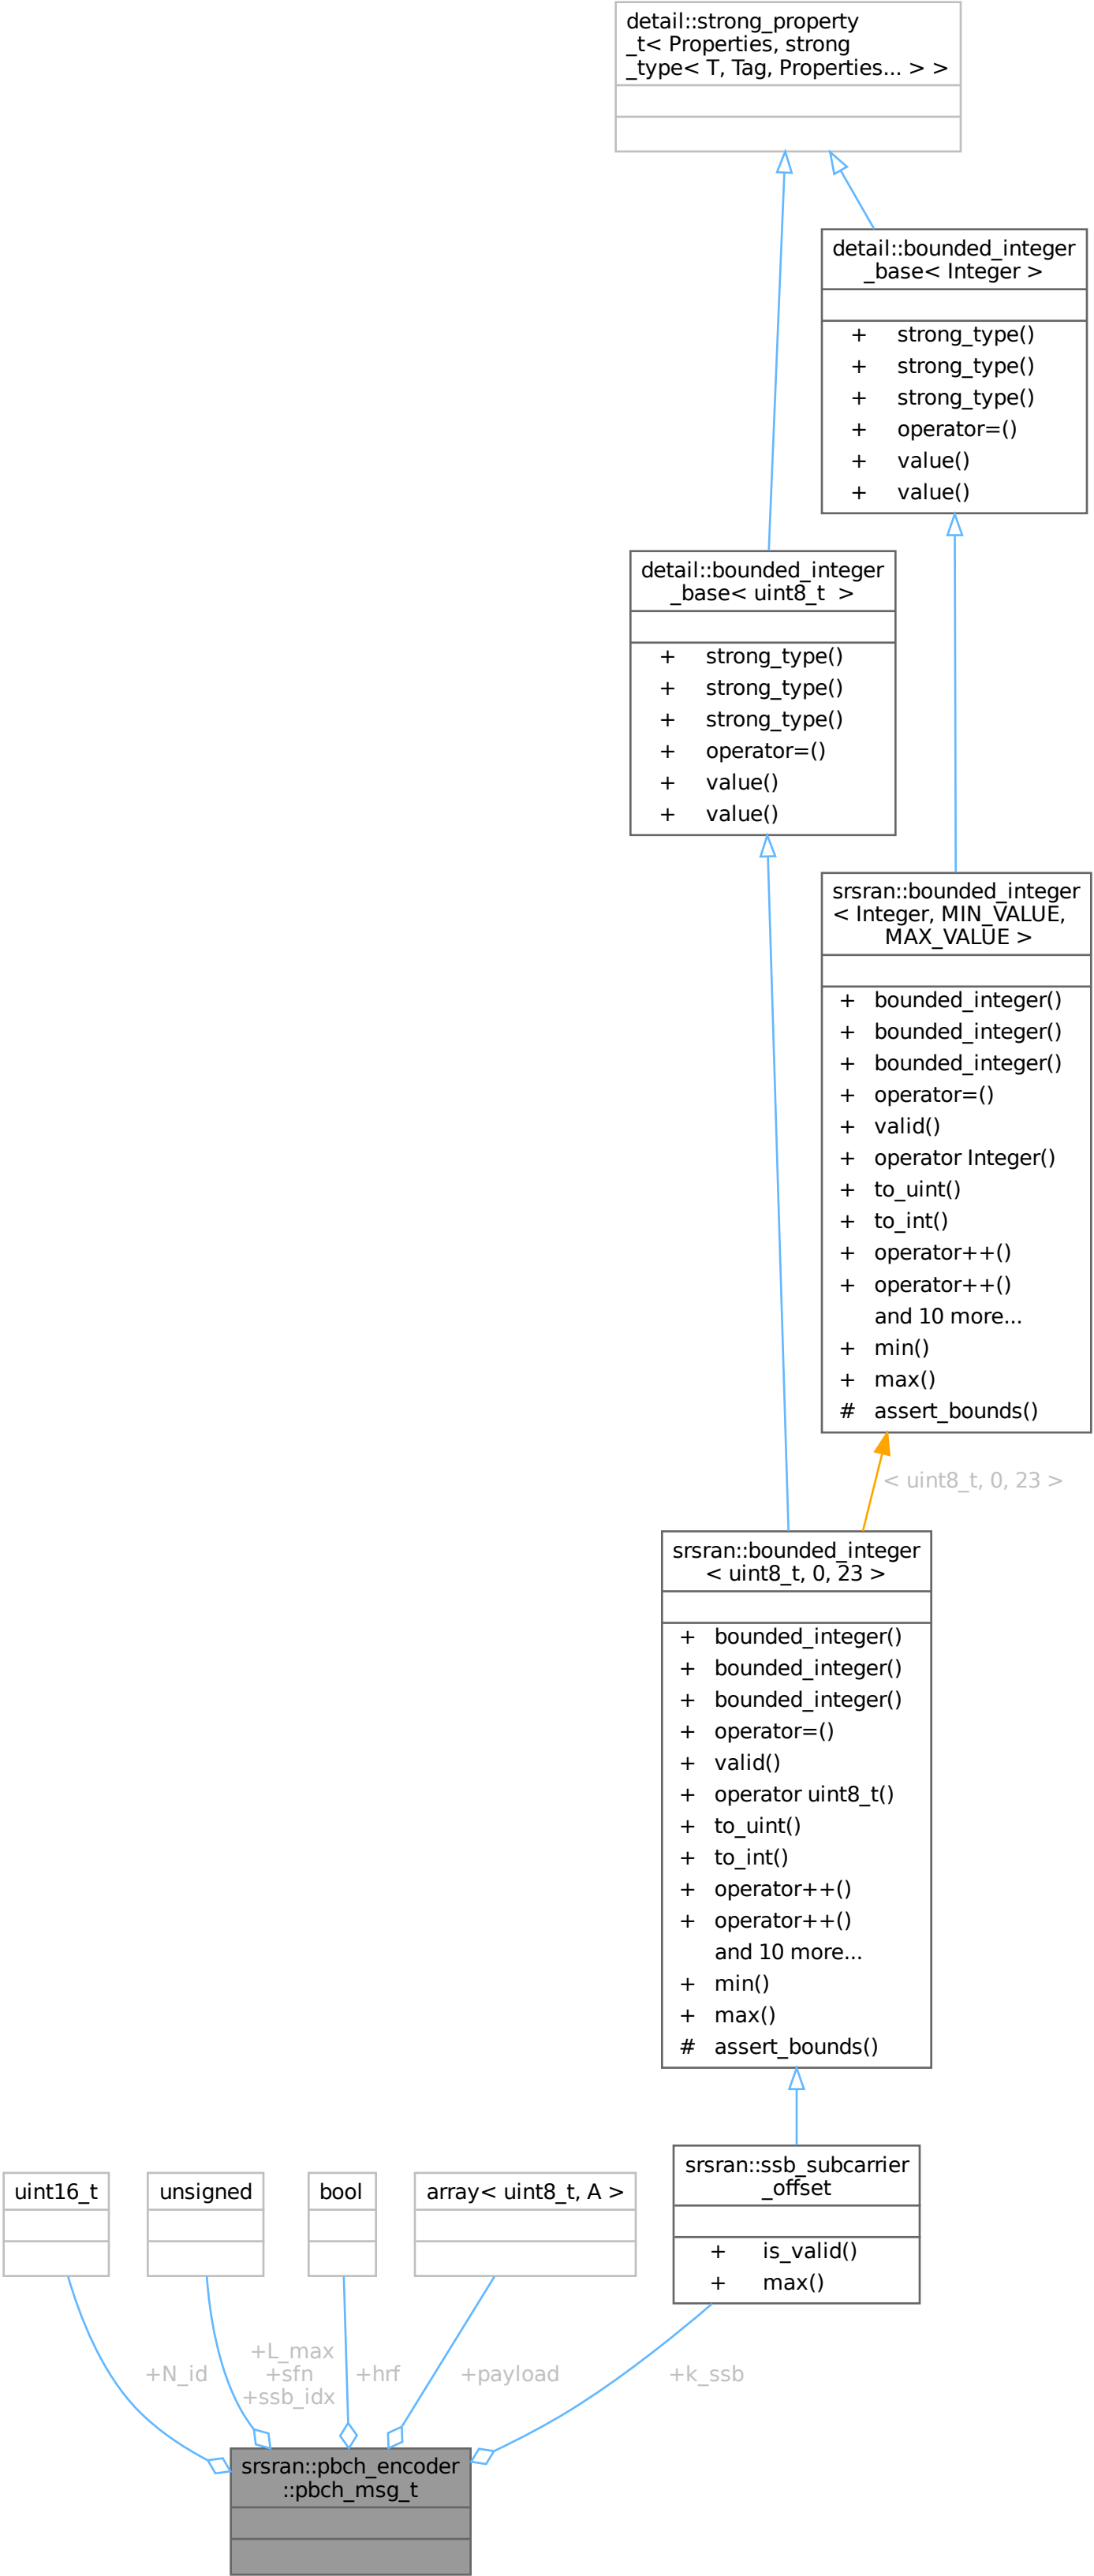 detail::strong_property
_t< Properties, strong
_type< T, Tag, Properties... > >
detail::bounded_integer
_base< Integer >
+ strong_type()
+ strong_type()
+ strong_type()
+ operator=()
+ value()
+ value()
detail::bounded_integer
_base< uint8_t  >
+ strong_type()
+ strong_type()
+ strong_type()
+ operator=()
+ value()
+ value()
srsran::bounded_integer
< Integer, MIN_VALUE,
MAX_VALUE >
+ bounded_integer()
+ bounded_integer()
+ bounded_integer()
+ operator=()
+ valid()
+ operator Integer()
+ to_uint()
+ to_int()
+ operator++()
+ operator++()
and 10 more...
+ min()
+ max()
# assert_bounds()
< uint8_t, 0, 23 >
srsran::bounded_integer
< uint8_t, 0, 23 >
+ bounded_integer()
+ bounded_integer()
+ bounded_integer()
+ operator=()
+ valid()
+ operator uint8_t()
+ to_uint()
+ to_int()
+ operator++()
+ operator++()
and 10 more...
+ min()
+ max()
# assert_bounds()
srsran::ssb_subcarrier
_offset
+ is_valid()
+ max()
uint16_t
unsigned
bool
array< uint8_t, A >
+N_id
+L_max
+sfn
+ssb_idx
+hrf
+payload
+k_ssb
srsran::pbch_encoder
::pbch_msg_t